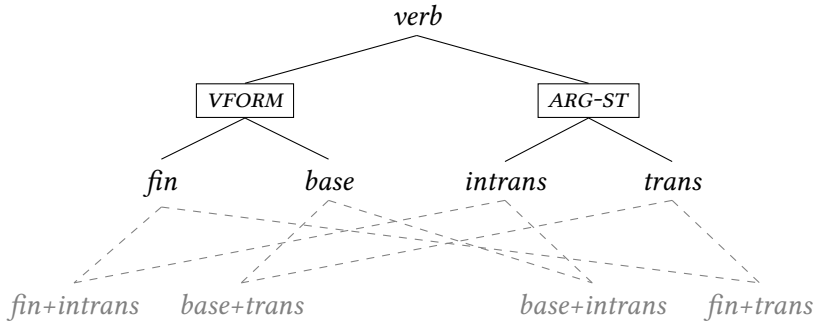 verb
VFORM ARG-ST
fin base intrans trans
fin+intrans base+trans base+intrans fin+trans